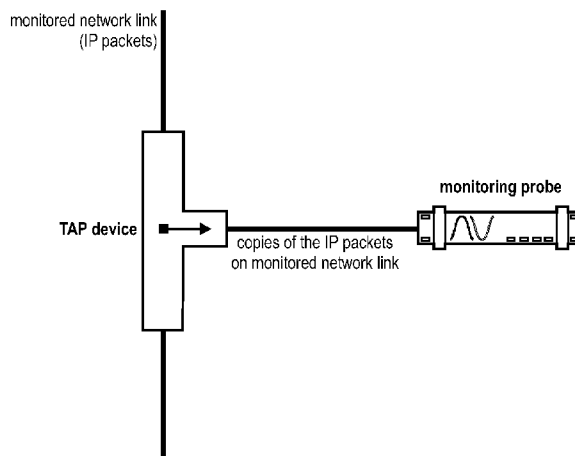 monitored network link
(IP packets)
monitoring probe
TAP device
copies of the IP packets
on monitored network link